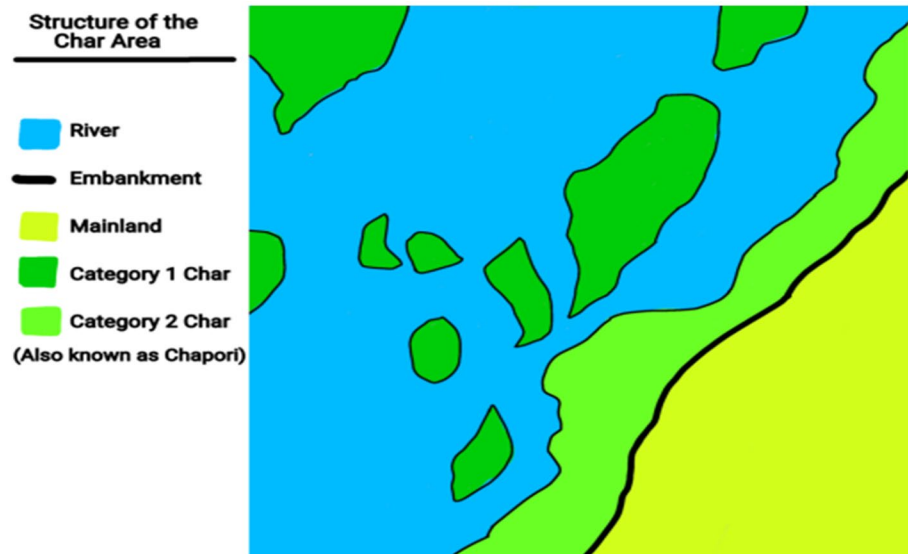 Structure of the
Char Area
River
Embankment
Mainland
Category 1 Char
Category 2 Char
(Also known as Chapori)